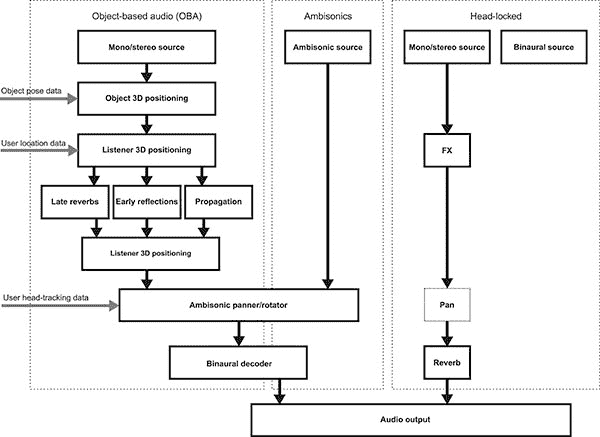 Object-based audio (OBA)
Ambisonics
Head-locked
Mono/stereo source
Ambisonic source
Mono/stereo source
Binaural source
Object pose data
Object 3D positioning
User location data
Listener 3D positioning
FX
Late reverbs
Early reflections
Propagation
Listener 3D positioning
User head-tracking data
Ambisonic panner/rotator
Pan
Binaural decoder
Reverb
Audio output